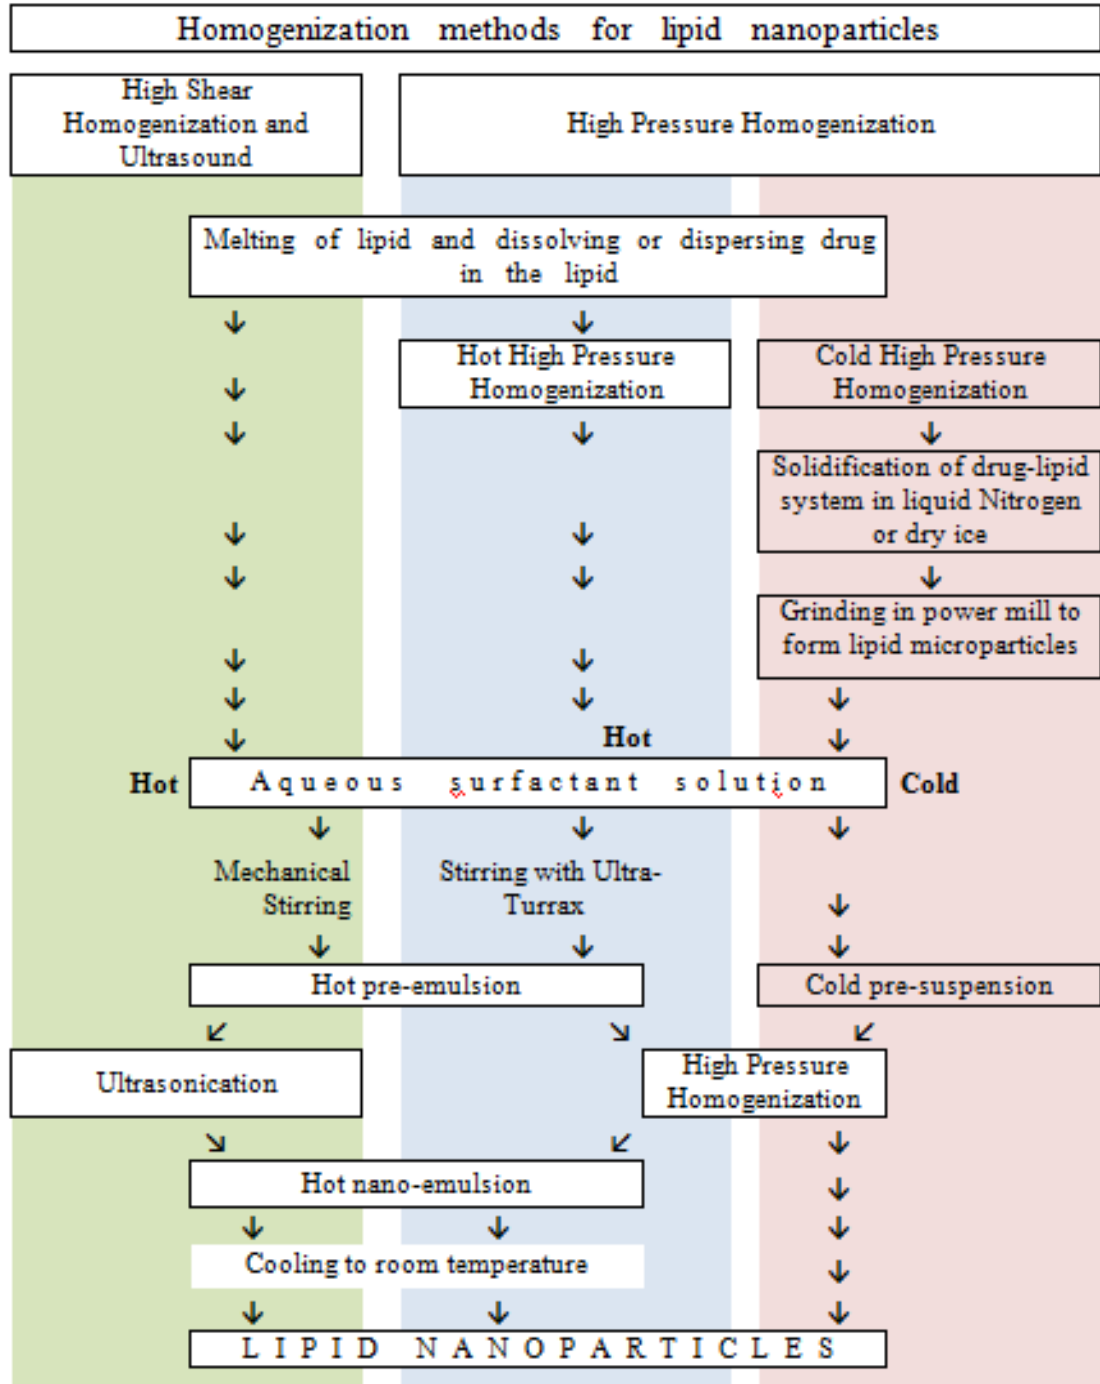 Homogenization methods for lipid nanoparticles
High Shear
Homogenization and
Ultrasound
High Pressure Homogenization
Melting of lipid and dissolving or dispersing drug
in the lipid
Hot High Pressure
Homogenization
Cold High Pressure
Homogenization
Solidification of drug-lipid
system in liquid Nitrogen
or dry ice
Grinding in power mill to
form lipid microparticles
Hot
Hot
Aqueous surfactant solution
Cold
Mechanical
Stirring
Stirring with Ultra-
Turrax
Hot pre-emulsion
Cold pre-suspension
Ultrasonication
High Pressure
Homogenization
Hot nano-emulsion
Cooling to room temperature
LIPID NANOPARTICLES